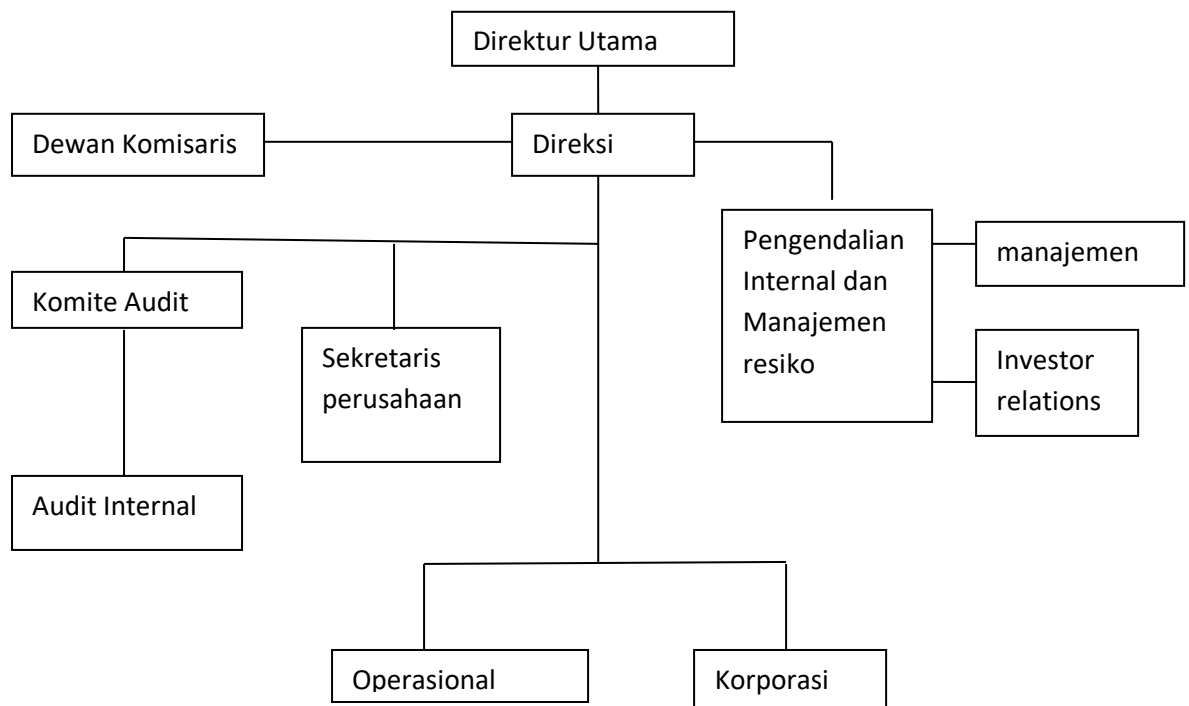 Direktur Utama
Dewan Komisaris
Direksi
Pengendalian
Internal dan
Manajemen
resiko
manajemen
Investor
relations
Komite Audit
Sekretaris
perusahaan
Audit Internal
Operasional
Korporasi